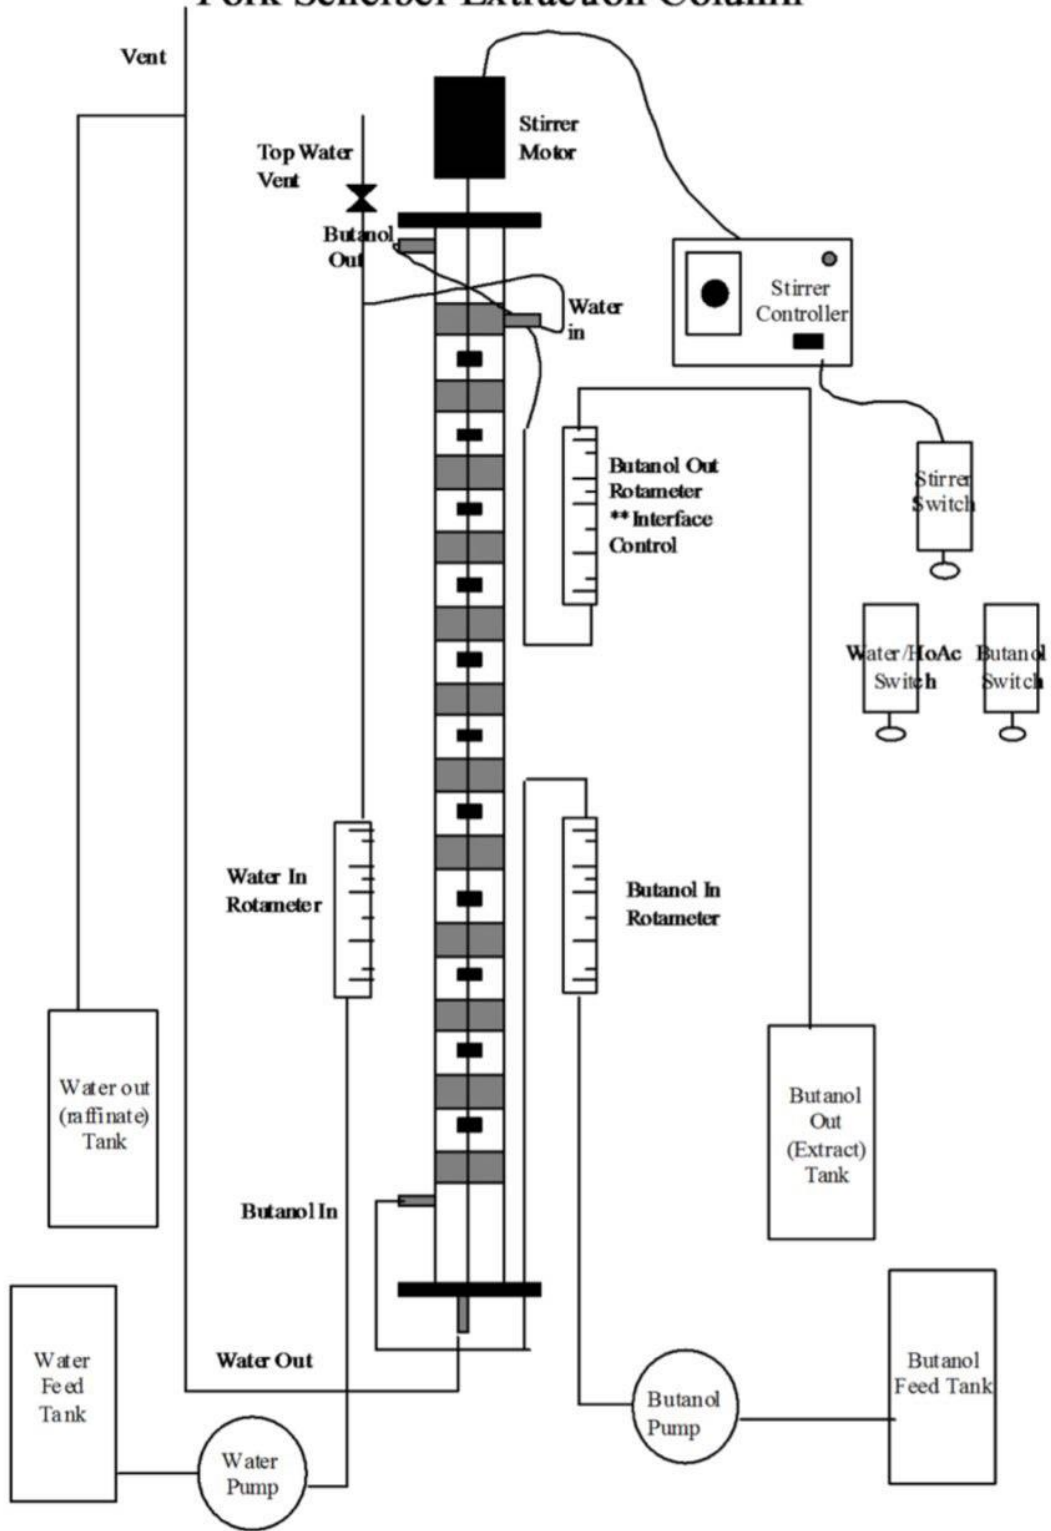 Vent
Stirrer
Motor
Top Water
Vent
Butanol
Out
Water
in
Stirrer
Controller
Butanol Out
Rotameter
**Interface
Control
Stirrer
Switch
Water/HoAc
Switch
Butanol
Switch
Water In
Rotameter
Butanol In
Rotameter
Water out
(raffinate)
Tank
Butanol
Out
(Extract)
Tank
Butanol In
Water
Feed
Tank
Water Out
Butanol
Feed Tank
Butanol
Pump
Water
Pump